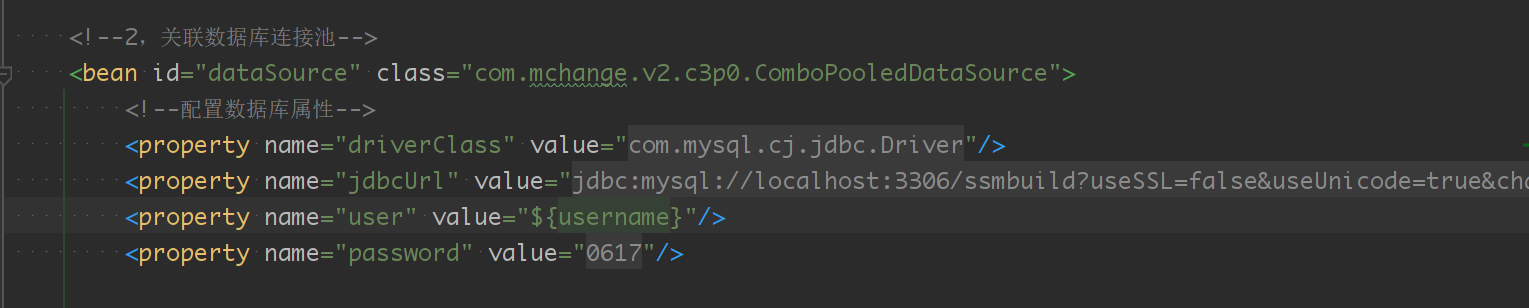 <!--2，关联数据库连接池-->
<bean id="dataSource" class="com.mchange.v2.c3p0.ComboPooledDataSource">
<!--配置数据库属性-->
<property name="driverClass" value="com.mysql.cj.jdbc.Driver"/>
<property name="jdbcUrl" value="jdbc:mysql://localhost:3306/ssmbuild?useSSL=false&useUnicode=true&cha
<property name="user" value="${username}"/>
<property name="password" value="0617"/>